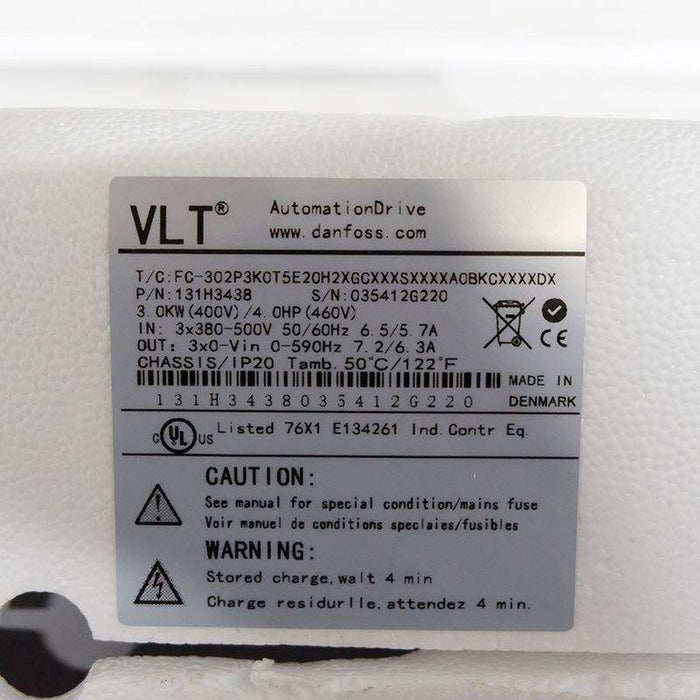 VLT® AutomationDrive
www.danfoss.com
T/C:FC-302P3K0T5E20H2XGCXXXSXXXXA0BKCXXXXDX
P/N:131H3438 S/N:035412G220
3.0KW(400V)/4.0HP(460V)
IN: 3x380-500V 50/60Hz 6.5/5.7A
OUT: 3x0-Vin 0-590Hz 7.2/6.3A
CHASSIS/IP20 Tamb.50°C/122°F
CE
MADE IN
DENMARK
131H3438035412G220
c UL US Listed 76X1 E134261 Ind.Contr Eq.
CAUTION:
See manual for special condition/mains fuse
Voir manuel de conditions speclaies/fusibles
WARNING:
Stored charge,walt 4 min
Charge residurlle,attendez 4 min.